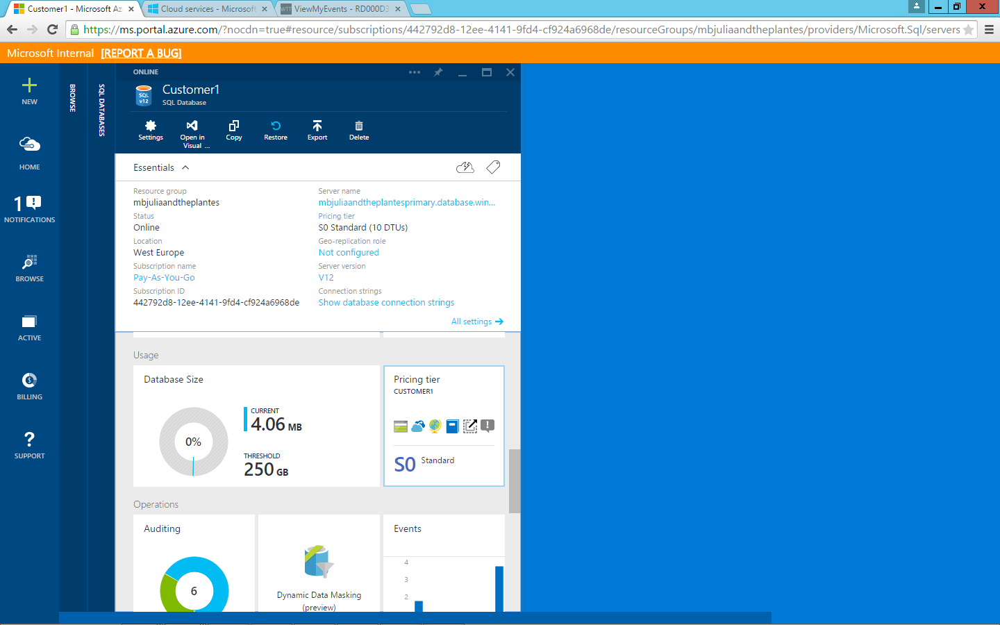 Customer1 - Microsoft Az
Cloud services - Microsoft
WTT ViewMyEvents - RD000D3
https://ms.portal.azure.com/?nocdn=true#resource/subscriptions/442792d8-12ee-4141-9fd4-cf924a6968de/resourceGroups/mbjuliaandtheplantes/providers/Microsoft.Sql/servers
Microsoft Internal [REPORT A BUG]
NEW
HOME
1
NOTIFICATIONS
BROWSE
ACTIVE
BILLING
?
SUPPORT
BROWSE
SQL DATABASES
ONLINE
SQL
v12
Customer1
SQL Database
Settings
Open in
Visual ...
Copy
Restore
Export
Delete
Essentials
Resource group
mbjuliaandtheplantes
Status
Online
Location
West Europe
Subscription name
Pay-As-You-Go
Subscription ID
442792d8-12ee-4141-9fd4-cf924a6968de
Server name
mbjuliaandtheplantesprimary.database.win...
Pricing tier
S0 Standard (10 DTUs)
Geo-replication role
Not configured
Server version
V12
Connection strings
Show database connection strings
All settings
Usage
Database Size
0%
CURRENT
4.06 MB
THRESHOLD
250 GB
Pricing tier
CUSTOMER1
S0 Standard
Operations
Auditing
6
Dynamic Data Masking
(preview)
Events
4
3
2